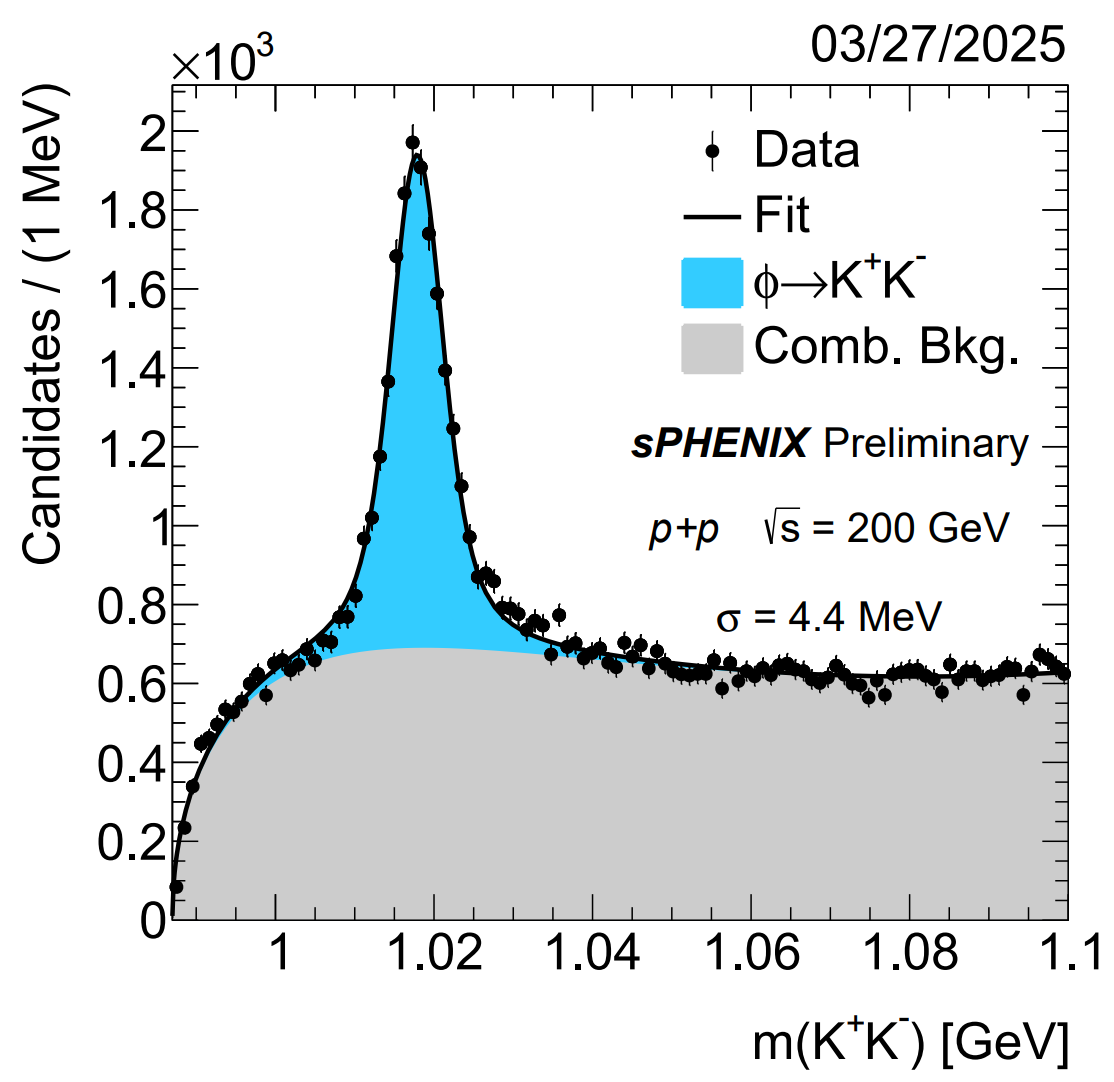 ×10³
03/27/2025
Candidates / (1 MeV)
2
1.8
1.6
1.4
1.2
1
0.8
0.6
0.4
0.2
0
Data
Fit
ϕ→K⁺K⁻
Comb. Bkg.
sPHENIX Preliminary
p+p √s = 200 GeV
σ = 4.4 MeV
1 1.02 1.04 1.06 1.08 1.1
m(K⁺K⁻) [GeV]